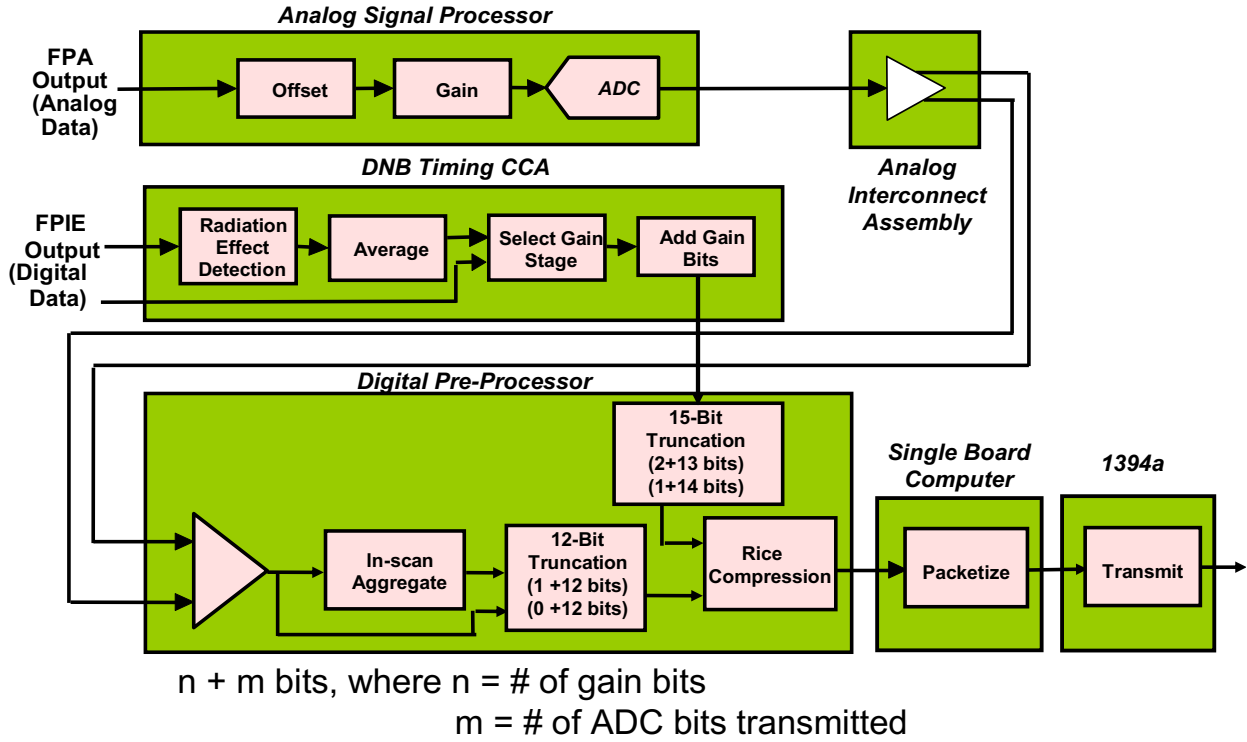 Analog Signal Processor
FPA
Output
(Analog
Data)
Offset
Gain
ADC
Analog
Interconnect
Assembly
DNB Timing CCA
FPIE
Output
(Digital
Data)
Radiation
Effect
Detection
Average
Select Gain
Stage
Add Gain
Bits
Digital Pre-Processor
15-Bit
Truncation
(2+13 bits)
(1+14 bits)
In-scan
Aggregate
12-Bit
Truncation
(1 +12 bits)
(0 +12 bits)
Rice
Compression
Single Board
Computer
Packetize
1394a
Transmit
n + m bits, where n = # of gain bits
m = # of ADC bits transmitted